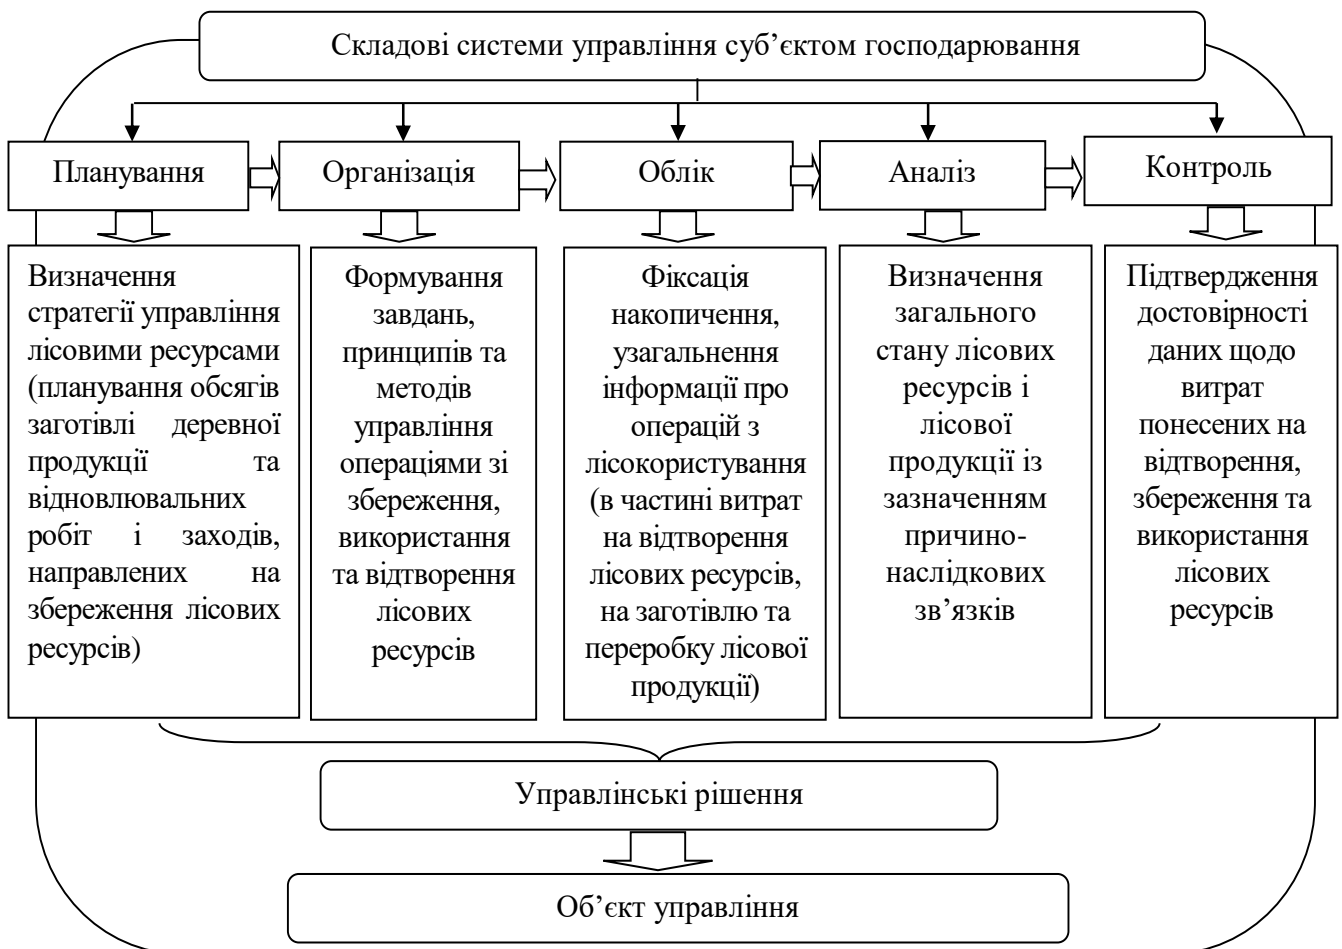 Складові системи управління суб’єктом господарювання
Планування
Організація
Облік
Аналіз
Контроль
Визначення
стратегії управління
лісовими ресурсами
(планування обсягів
заготівлі деревної
продукції та
відновлювальних
робіт і заходів,
направлених на
збереження лісових
ресурсів)
Формування
завдань,
принципів та
методів
управління
операціями зі
збереження,
використання
та відтворення
лісових
ресурсів
Фіксація
накопичення,
узагальнення
інформації про
операцій з
лісокористування
(в частині витрат
на відтворення
лісових ресурсів,
на заготівлю та
переробку лісової
продукції)
Визначення
загального
стану лісових
ресурсів і
лісової
продукції із
зазначенням
причино-
наслідкових
зв’язків
Підтвердження
достовірності
даних щодо
витрат
понесених на
відтворення,
збереження та
використання
лісових
ресурсів
Управлінські рішення
Об’єкт управління